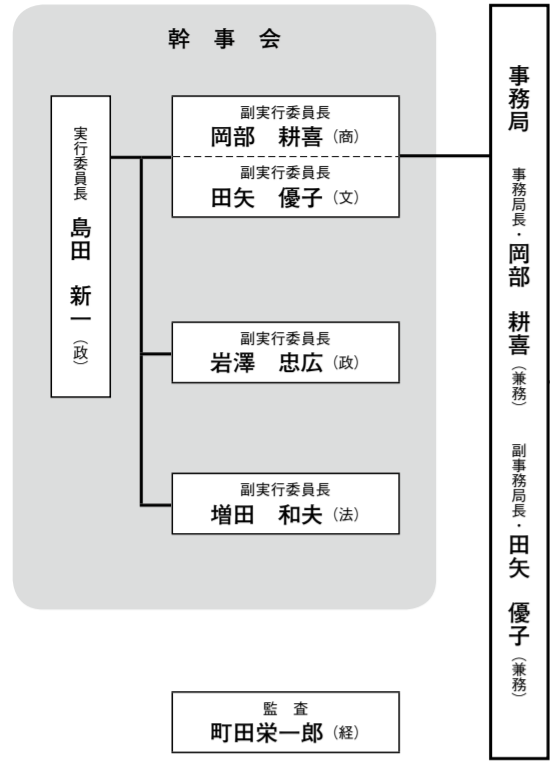 幹　事　会
実行委員長　島田　新一（政）
副実行委員長
岡部　耕喜（商）
副実行委員長
田矢　優子（文）
副実行委員長
岩澤　忠広（政）
副実行委員長
増田　和夫（法）
監　査
町田栄一郎（経）
事務局　事務局長・岡部　耕喜（兼務）　副事務局長・田矢　優子（兼務）